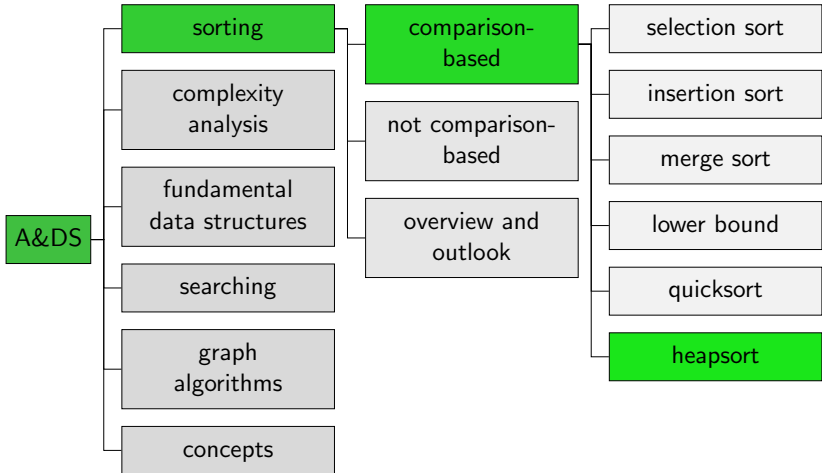 A&DS
sorting
complexity
analysis
fundamental
data structures
searching
graph
algorithms
concepts
comparison-
based
not comparison-
based
overview and
outlook
selection sort
insertion sort
merge sort
lower bound
quicksort
heapsort